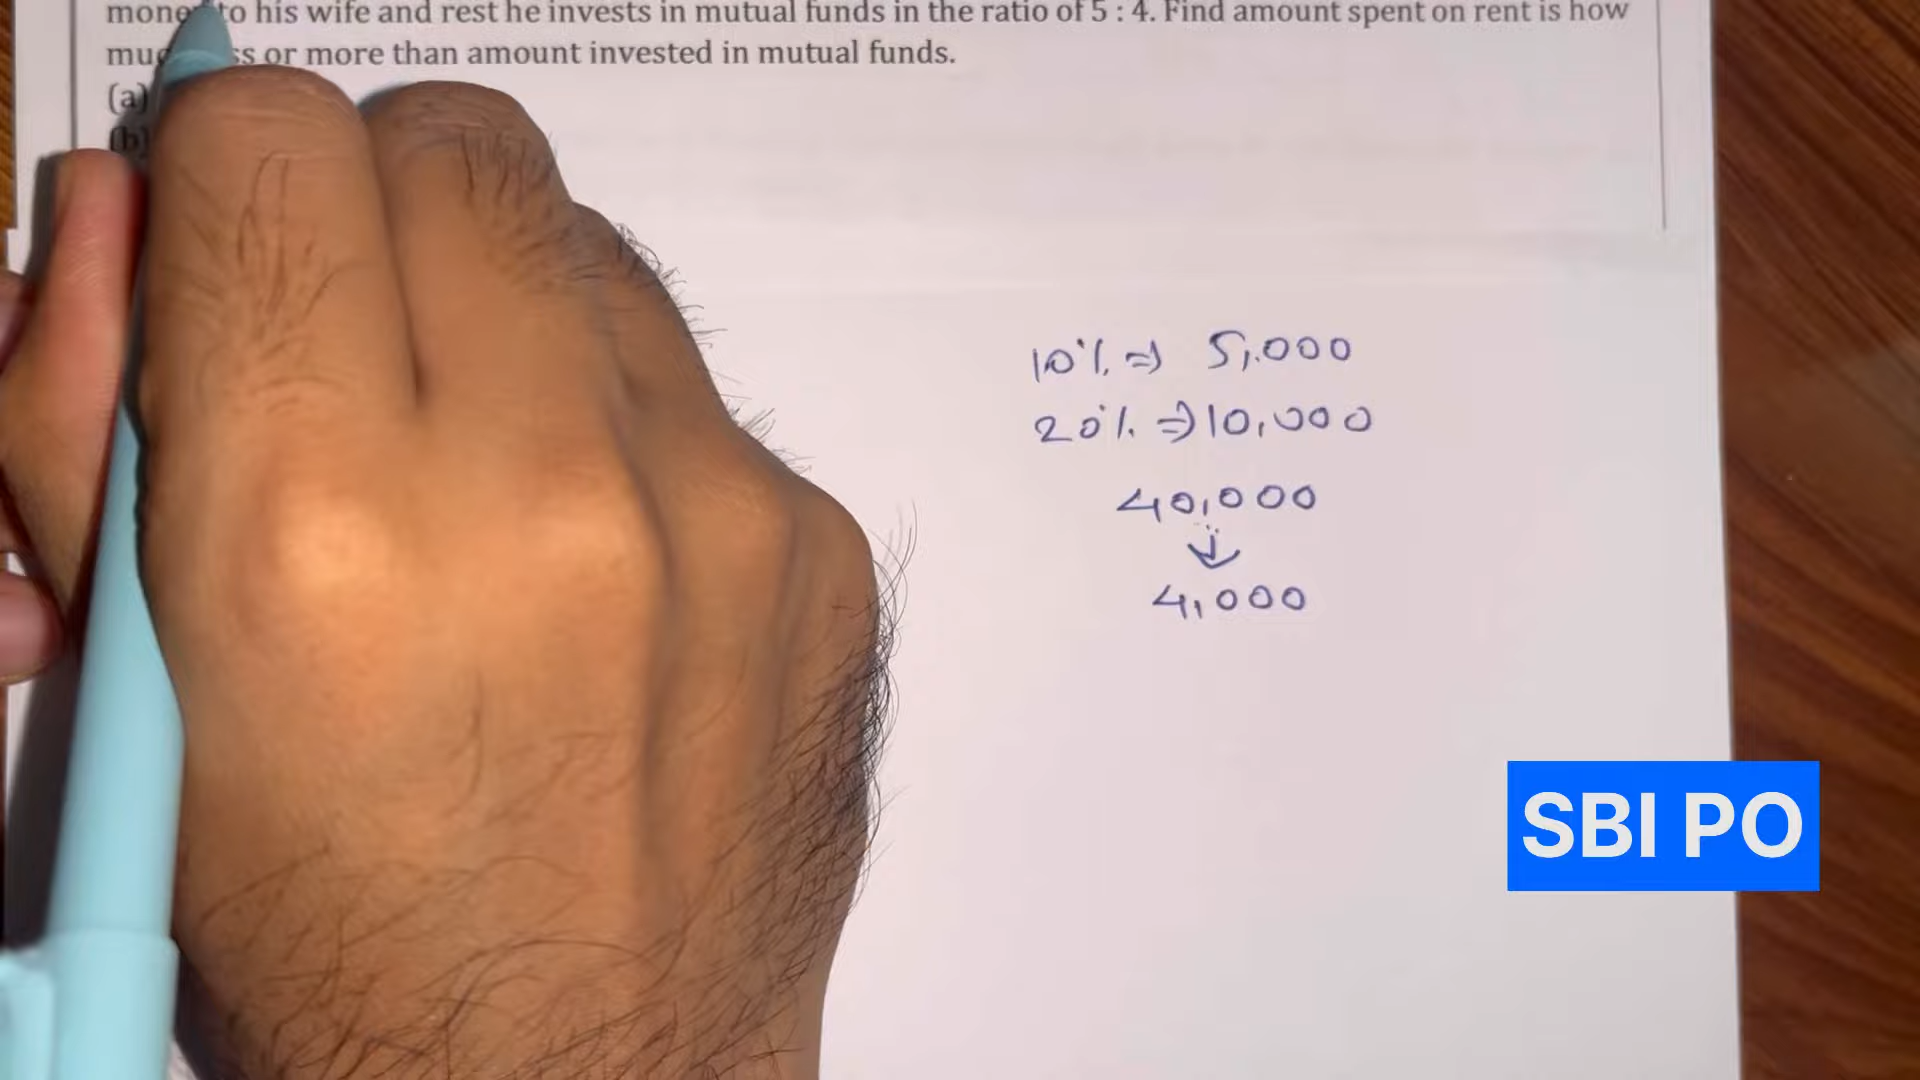 to his wife and rest he invests in mutual funds in the ratio of 5 : 4. Find amount spent on rent is how
or more than amount invested in mutual funds.
(a)
(b)
10% => 5,000
20% => 10,000
40,000
↓
4,000
SBI PO